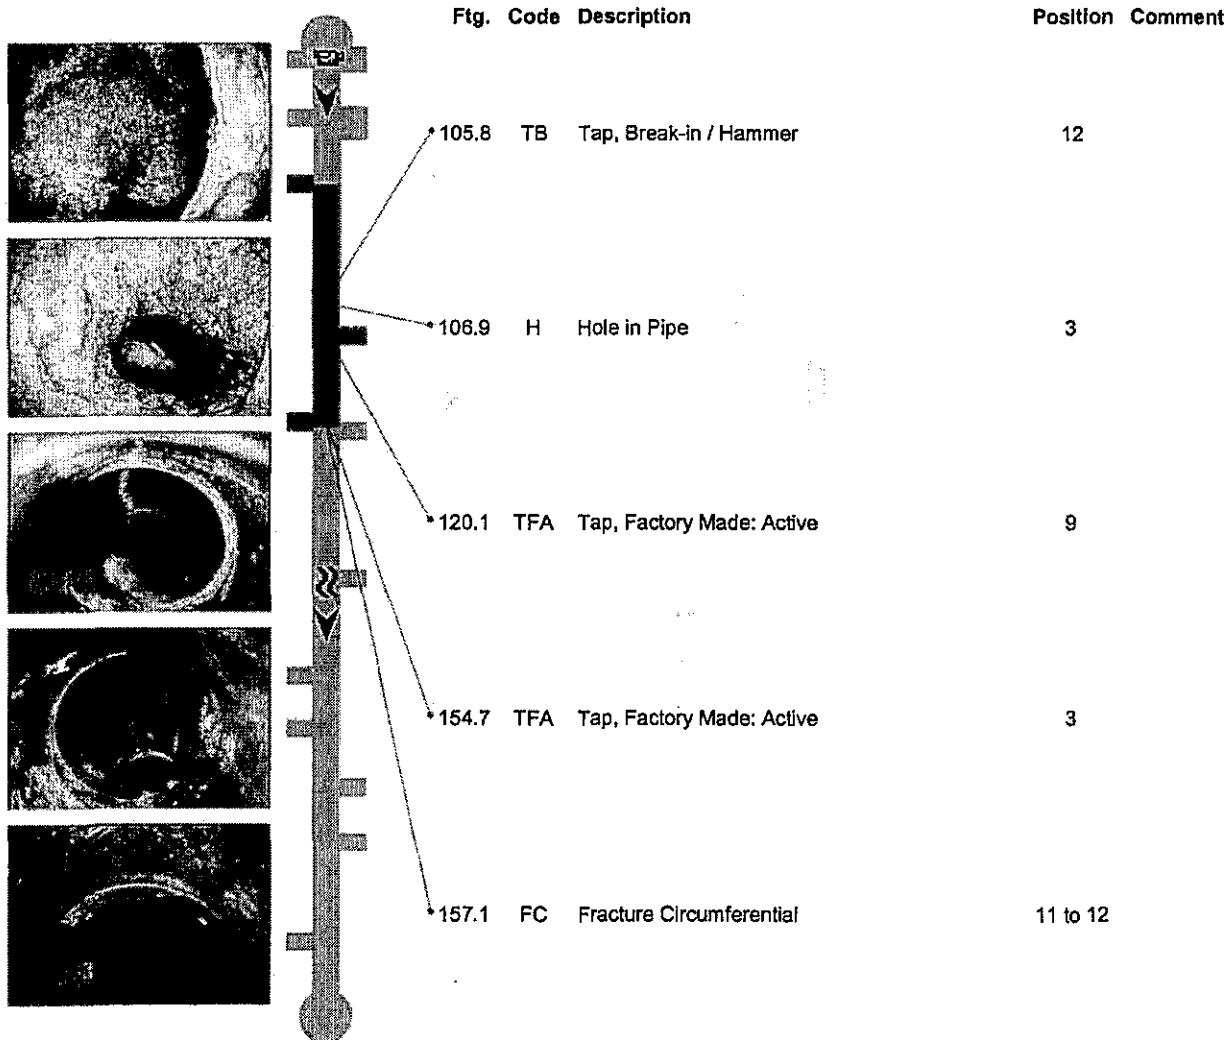 Ftg. Code Description Position Comment
105.8 TB Tap, Break-in / Hammer 12
106.9 H Hole in Pipe 3
120.1 TFA Tap, Factory Made: Active 9
154.7 TFA Tap, Factory Made: Active 3
157.1 FC Fracture Circumferential 11 to 12